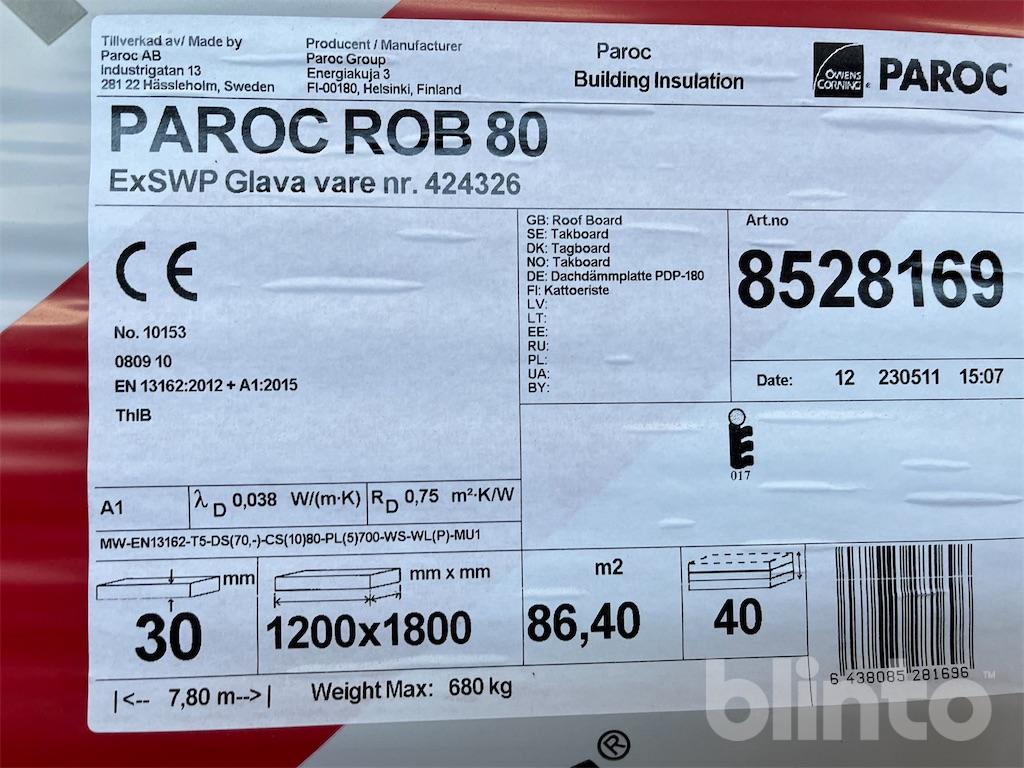 Tillverkad av/ Made by
Paroc AB
Industrigatan 13
281 22 Hässleholm, Sweden
Producent / Manufacturer
Paroc Group
Energiakuja 3
FI-00180, Helsinki, Finland
Paroc
Building Insulation
OWENS CORNING
PAROC®
PAROC ROB 80
ExSWP Glava vare nr. 424326
CE
No. 10153
0809 10
EN 13162:2012 + A1:2015
ThIB
GB: Roof Board
SE: Takboard
DK: Tagboard
NO: Takboard
DE: Dachdämmplatte PDP-180
FI: Kattoeriste
LV:
LT:
EE:
RU:
PL:
UA:
BY:
Art.no
8528169
Date: 12 230511 15:07
017
A1
λD 0,038 W/(m·K)
RD 0,75 m²·K/W
MW-EN13162-T5-DS(70,-)-CS(10)80-PL(5)700-WS-WL(P)-MU1
mm
30
mm x mm
1200x1800
m2
86,40
40
6 438085 281696
|<-- 7,80 m-->|
Weight Max: 680 kg
blinto™
®